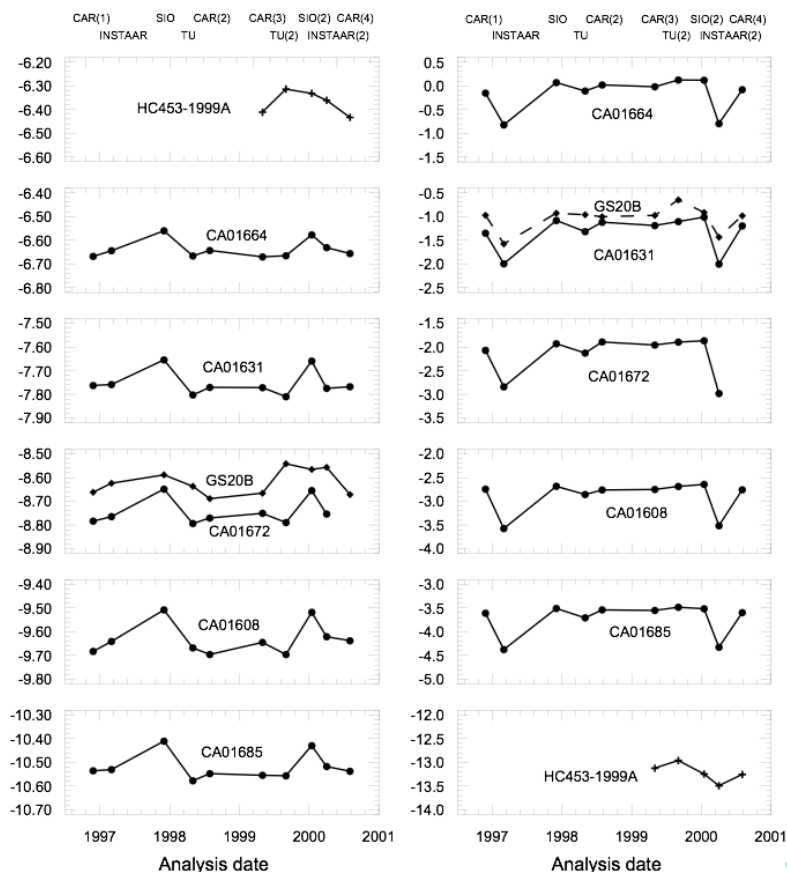 CAR(1) SIO CAR(2) CAR(3) SIO(2) CAR(4)
INSTAAR TU TU(2) INSTAAR(2)
-6.20
-6.30
-6.40
-6.50
-6.60
HC453-1999A
-6.40
-6.50
-6.60
-6.70
-6.80
CA01664
-7.50
-7.60
-7.70
-7.80
-7.90
CA01631
-8.50
-8.60
-8.70
-8.80
-8.90
GS20B
CA01672
-9.40
-9.50
-9.60
-9.70
-9.80
CA01608
-10.30
-10.40
-10.50
-10.60
-10.70
CA01685
1997 1998 1999 2000 2001
Analysis date
CAR(1) SIO CAR(2) CAR(3) SIO(2) CAR(4)
INSTAAR TU TU(2) INSTAAR(2)
0.5
0.0
-0.5
-1.0
-1.5
CA01664
-0.5
-1.0
-1.5
-2.0
-2.5
GS20B
CA01631
-1.5
-2.0
-2.5
-3.0
-3.5
CA01672
-2.0
-2.5
-3.0
-3.5
-4.0
CA01608
-3.0
-3.5
-4.0
-4.5
-5.0
CA01685
-12.0
-12.5
-13.0
-13.5
-14.0
HC453-1999A
1997 1998 1999 2000 2001
Analysis date